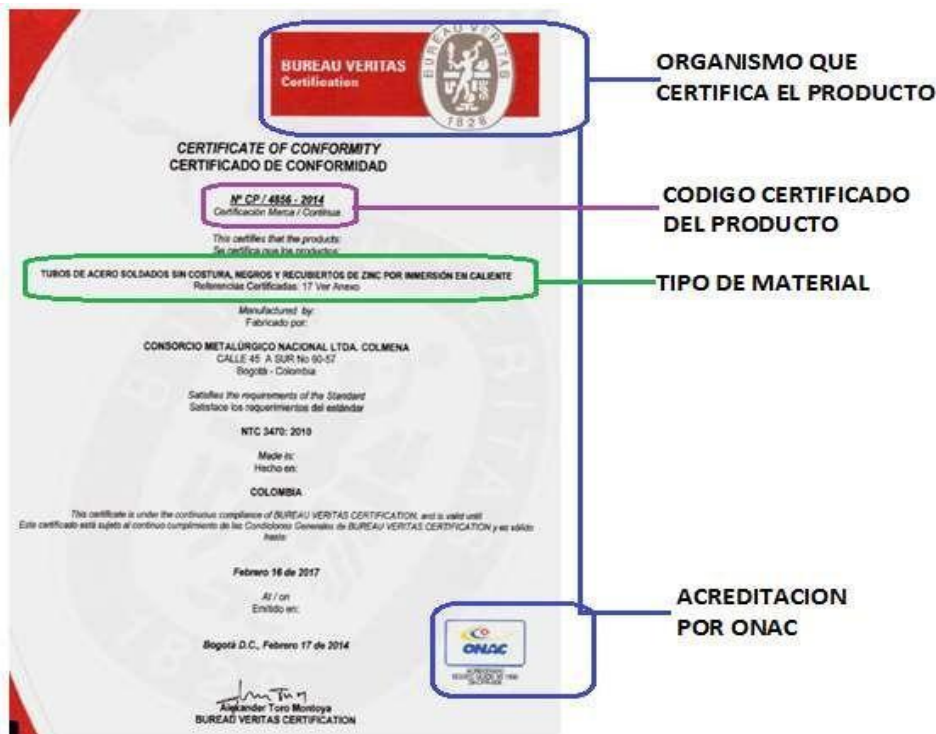 BUREAU VERITAS
Certification
BUREAU VERITAS
1828
ORGANISMO QUE
CERTIFICA EL PRODUCTO
CERTIFICATE OF CONFORMITY
CERTIFICADO DE CONFORMIDAD
Nº CP / 4856 - 2014
Certificación Marca / Continua
CODIGO CERTIFICADO
DEL PRODUCTO
This certifies that the products:
Se certifica que los productos:
TUBOS DE ACERO SOLDADOS SIN COSTURA, NEGROS Y RECUBIERTOS DE ZINC POR INMERSIÓN EN CALIENTE
Referencias Certificadas: 17 Ver Anexo
TIPO DE MATERIAL
Manufactured by:
Fabricado por:
CONSORCIO METALÚRGICO NACIONAL LTDA. COLMENA
CALLE 45 A SUR No 60-57
Bogotá - Colombia
Satisfies the requirements of the Standard
Satisface los requerimientos del estándar
NTC 3470: 2010
Made in:
Hecho en:
COLOMBIA
This certificate is under the continuous compliance of BUREAU VERITAS CERTIFICATION, and is valid until
Este certificado está sujeto al continuo cumplimiento de las Condiciones Generales de BUREAU VERITAS CERTIFICATION y es válido
hasta:
Febrero 16 de 2017
At / on
Emitido en:
Bogotá D.C., Febrero 17 de 2014
ACREDITACION
POR ONAC
ONAC
Alexander Toro Montoya
BUREAU VERITAS CERTIFICATION